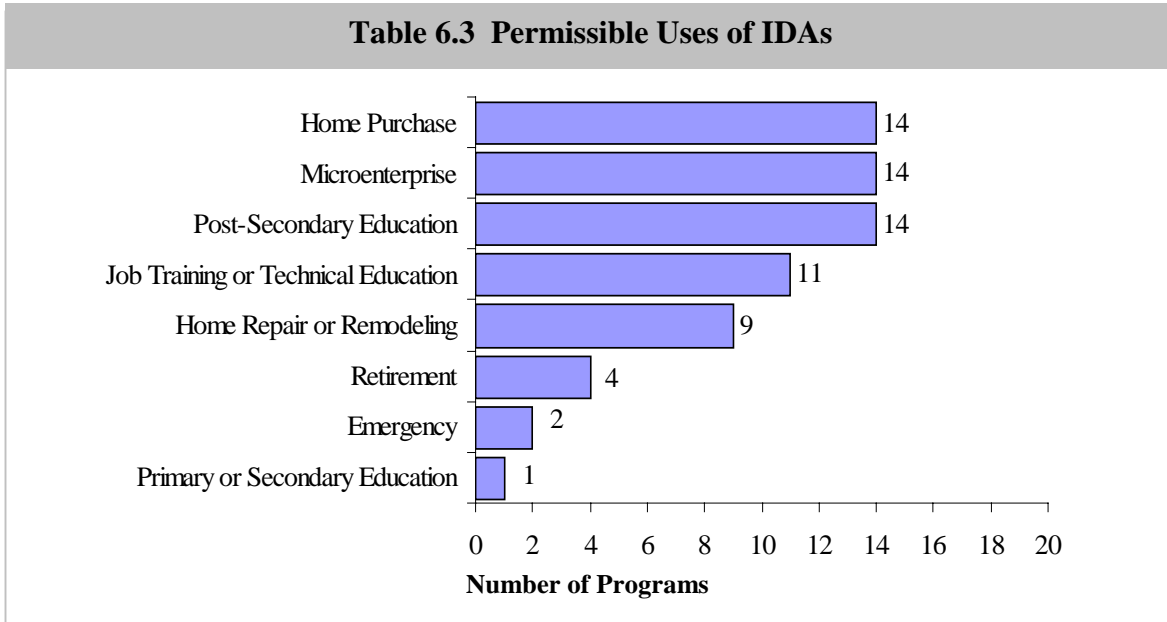 Table 6.3 Permissible Uses of IDAs
Home Purchase 14
Microenterprise 14
Post-Secondary Education 14
Job Training or Technical Education 11
Home Repair or Remodeling 9
Retirement 4
Emergency 2
Primary or Secondary Education 1
0 2 4 6 8 10 12 14 16 18 20
Number of Programs